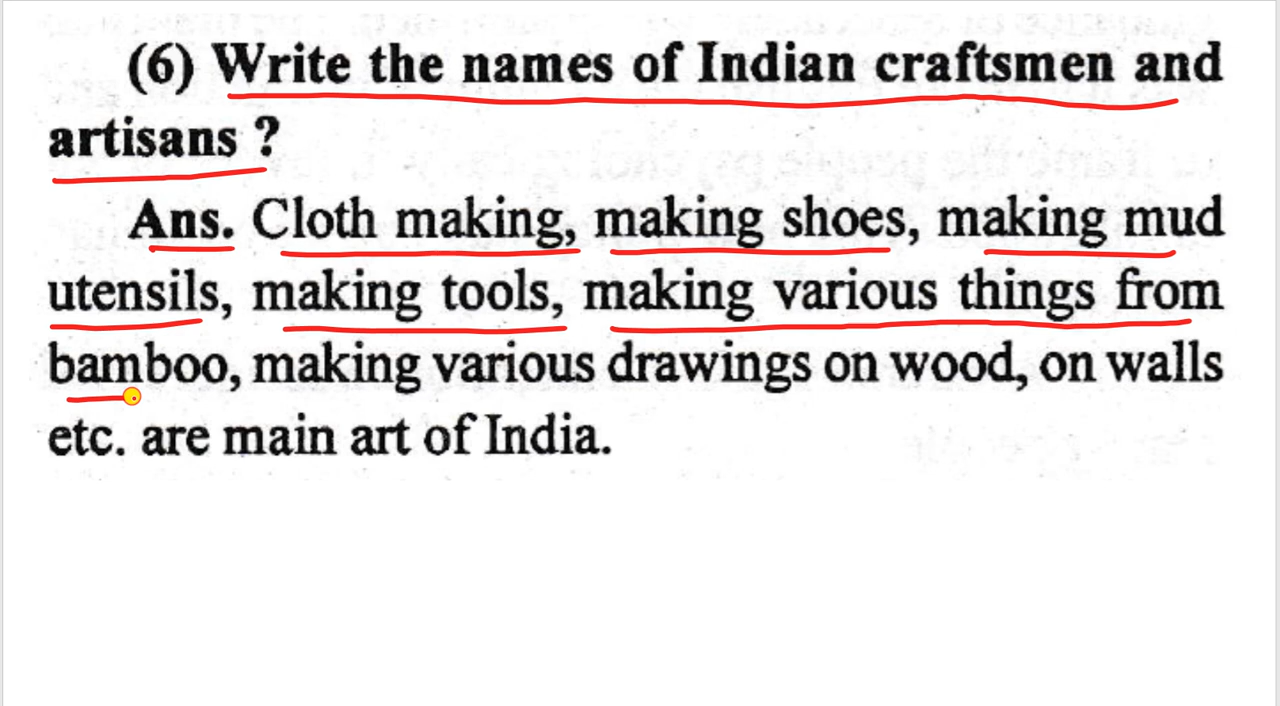 (6) Write the names of Indian craftsmen and
artisans ?
Ans. Cloth making, making shoes, making mud
utensils, making tools, making various things from
bamboo, making various drawings on wood, on walls
etc. are main art of India.